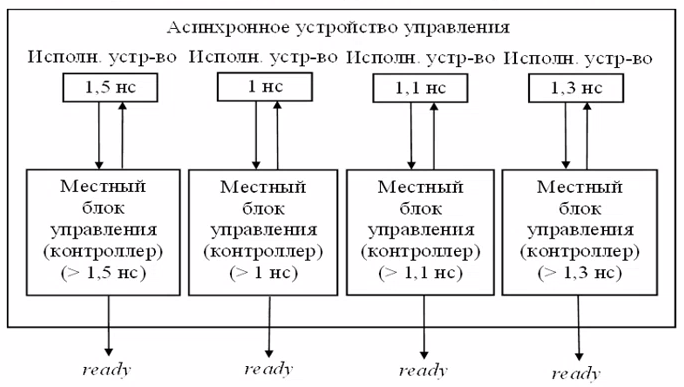 Асинхронное устройство управления
Исполн. устр-во Исполн. устр-во Исполн. устр-во Исполн. устр-во
1,5 нс 1 нс 1,1 нс 1,3 нс
Местный
блок
управления
(контроллер)
(> 1,5 нс)
Местный
блок
управления
(контроллер)
(> 1 нс)
Местный
блок
управления
(контроллер)
(> 1,1 нс)
Местный
блок
управления
(контроллер)
(> 1,3 нс)
ready ready ready ready